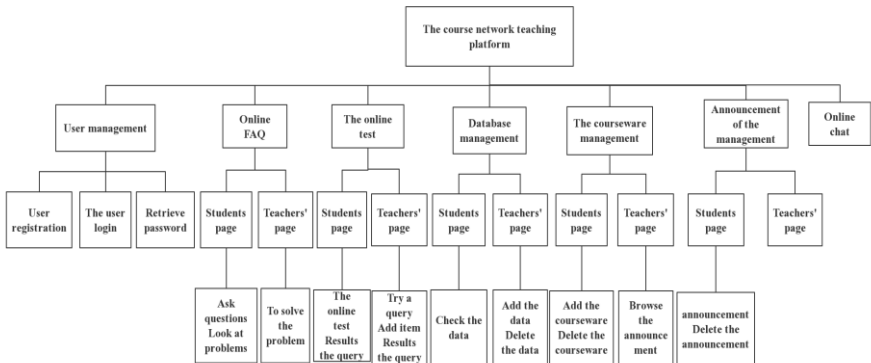 The course network teaching
platform
User management
Online
FAQ
The online
test
Database
management
The courseware
management
Announcement
of the
management
Online
chat
User
registration
The user
login
Retrieve
password
Students
page
Teachers'
page
Students
page
Teachers'
page
Students
page
Teachers'
page
Students
page
Teachers'
page
Students
page
Teachers'
page
Ask
questions
Look at
problems
To solve
the
problem
The
online
test
Results
the query
Try a
query
Add item
Results
the query
Check the
data
Add the
data
Delete
the data
Add the
courseware
Delete the
courseware
Browse
the
announce
ment
announcement
Delete the
announcement